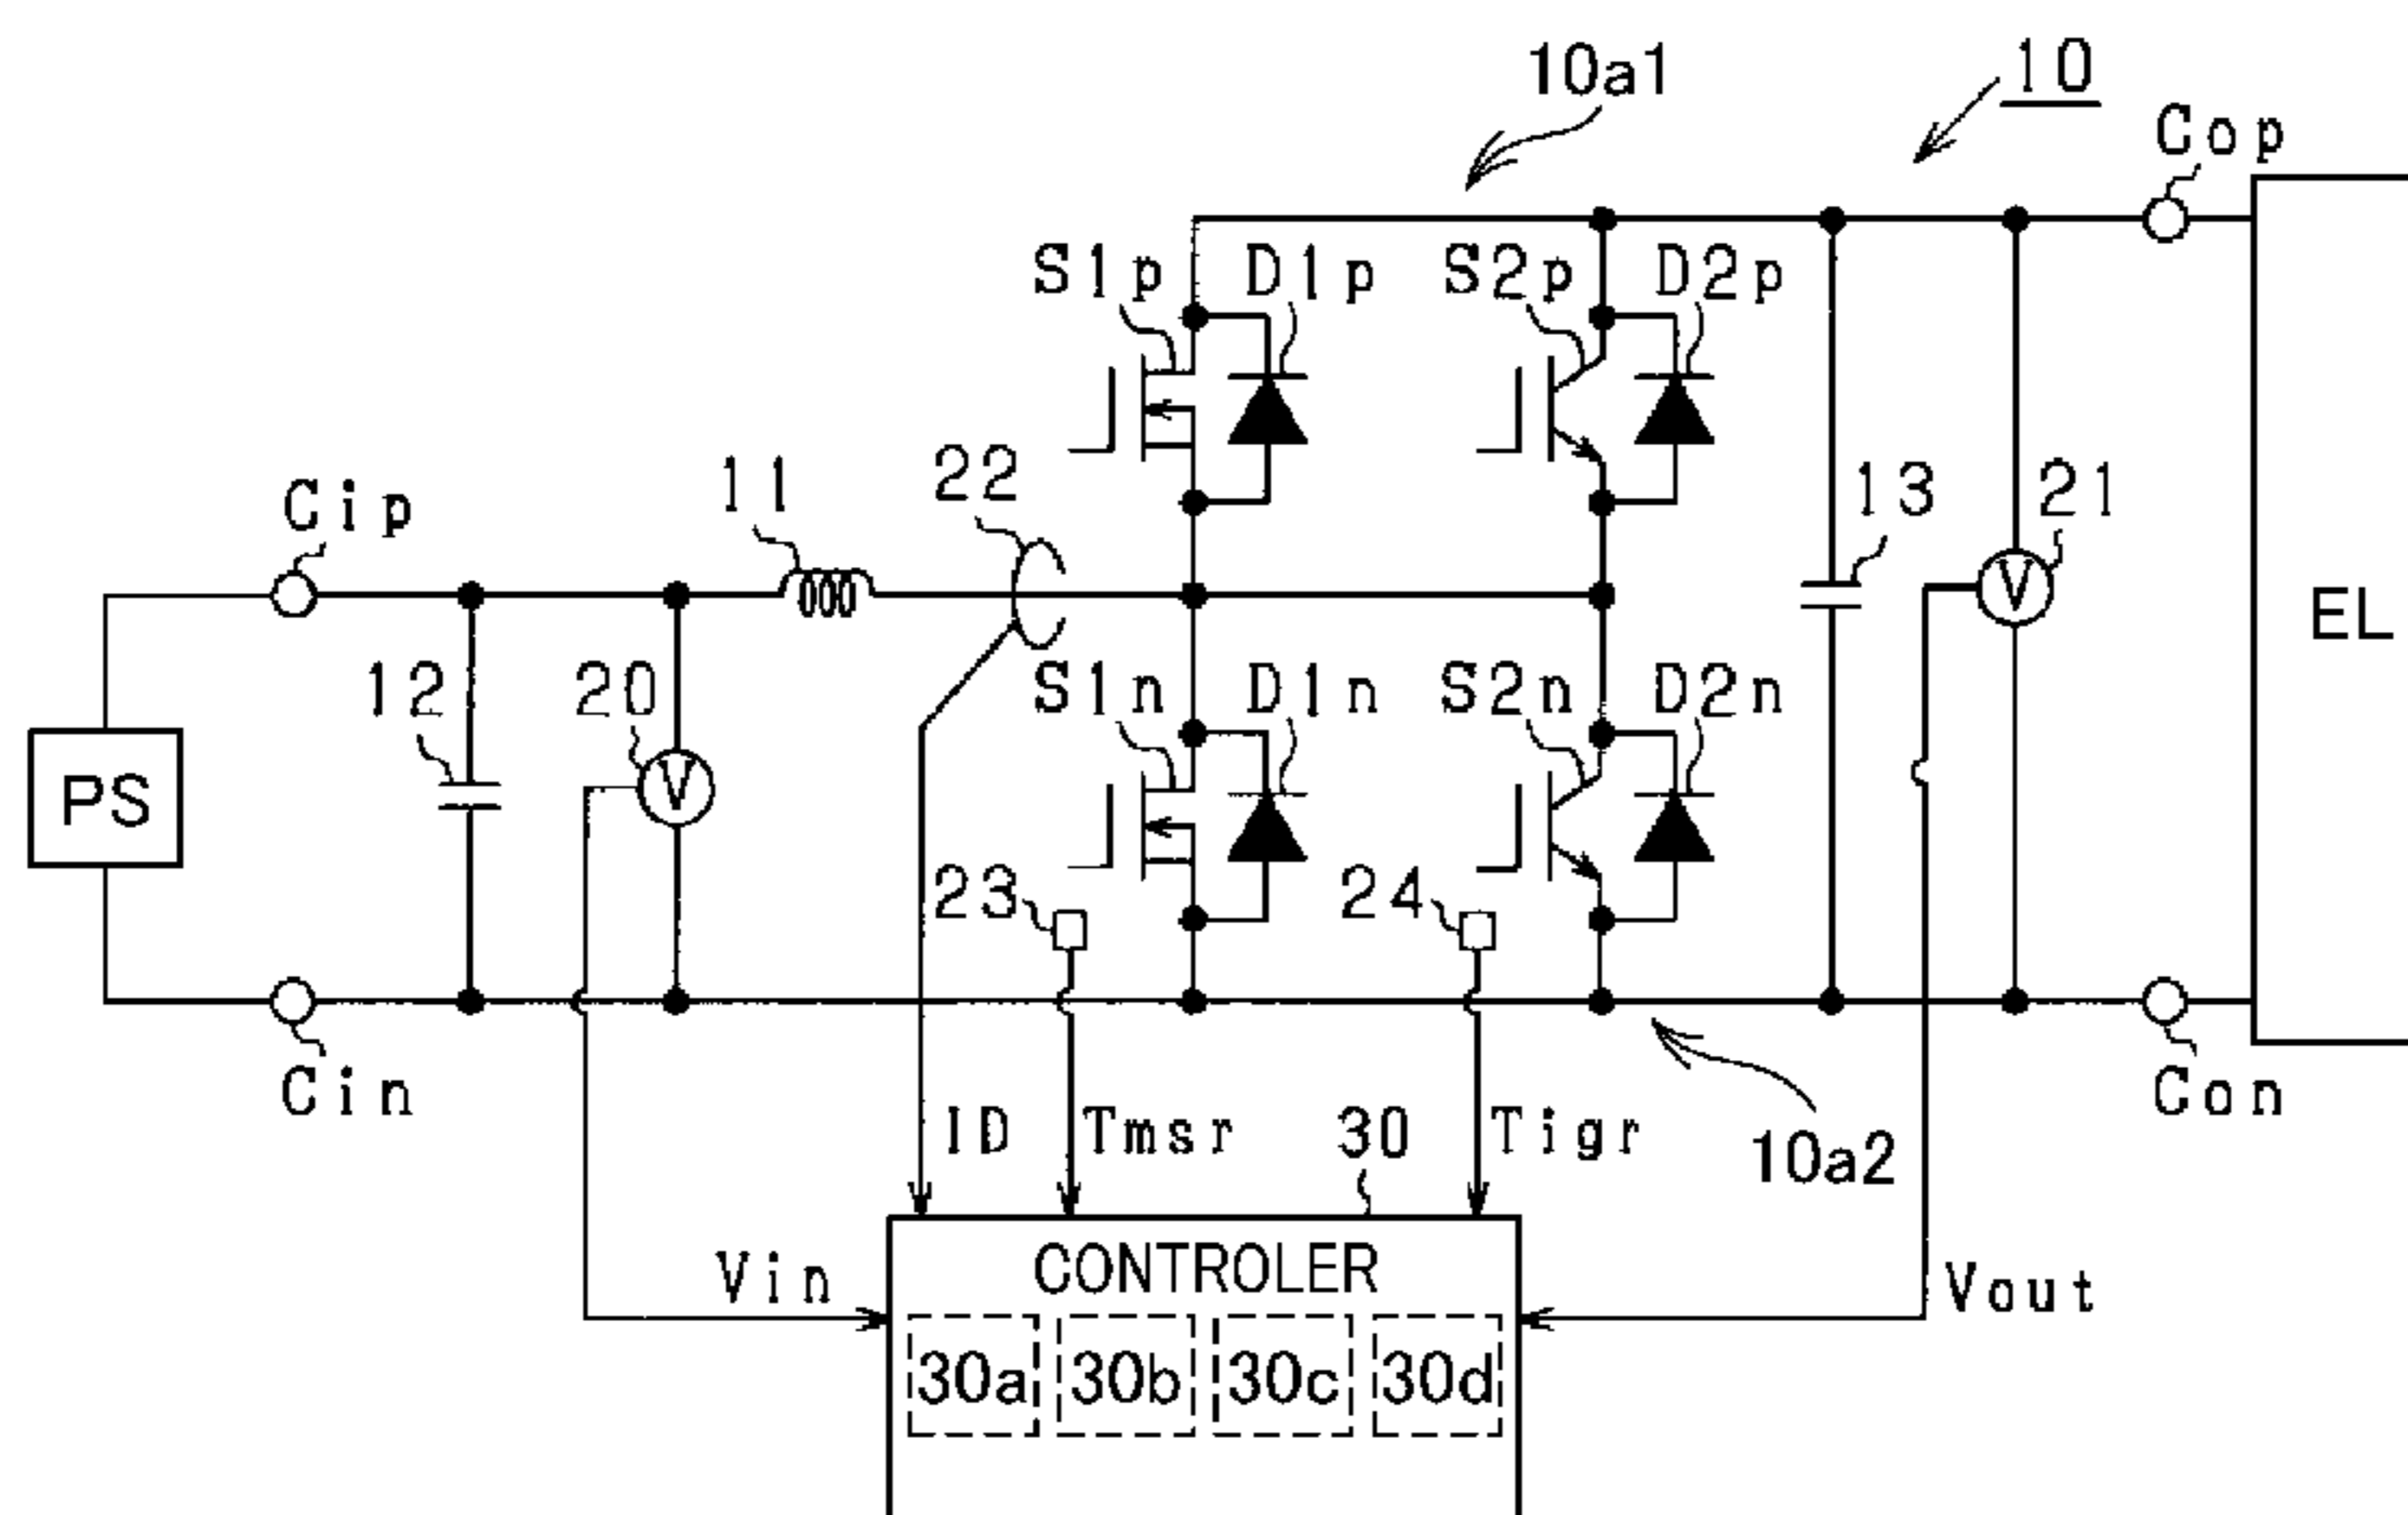 10a1
10
Cop
S1p
D1p
S2p
D2p
Cip
11
22
13
21
EL
12
20
S1n
D1n
S2n
D2n
V
V
PS
23
24
Cin
Con
ID
Tmsr
30
Tigr
10a2
Vin
CONTROLER
Vout
30a
30b
30c
30d